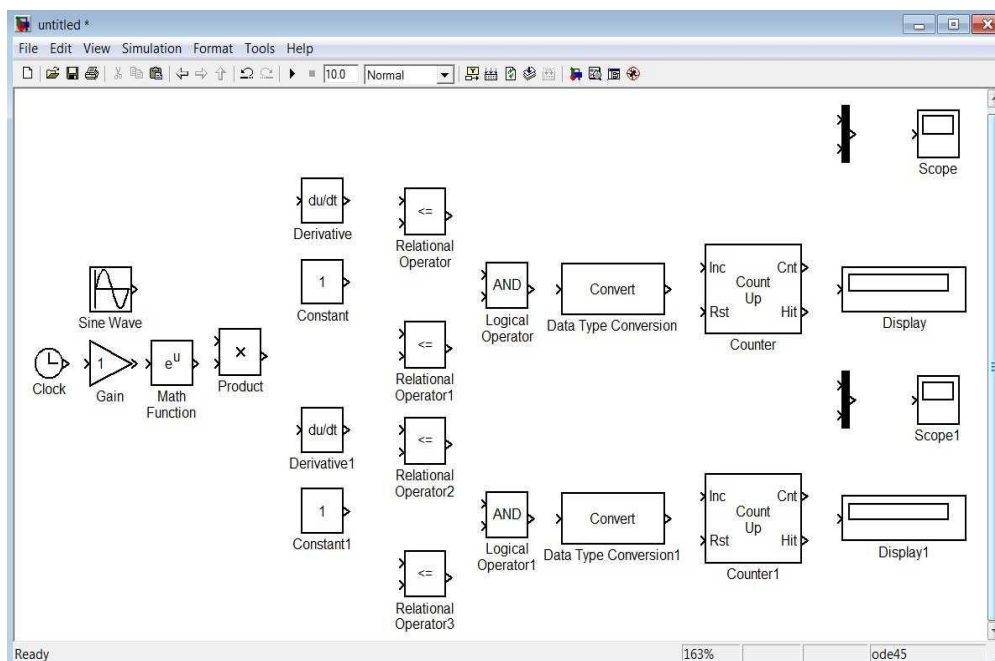 untitled *
File Edit View Simulation Format Tools Help
10.0 Normal
Scope
du/dt
Derivative
<=
Relational
Operator
Sine Wave
1
Constant
AND
Logical
Operator
Convert
Data Type Conversion
Inc Cnt
Count
Up
Rst Hit
Counter
Display
Clock
1
Gain
e^u
Math
Function
×
Product
<=
Relational
Operator1
Scope1
du/dt
Derivative1
<=
Relational
Operator2
1
Constant1
AND
Logical
Operator1
Convert
Data Type Conversion1
Inc Cnt
Count
Up
Rst Hit
Counter1
Display1
<=
Relational
Operator3
Ready 163% ode45